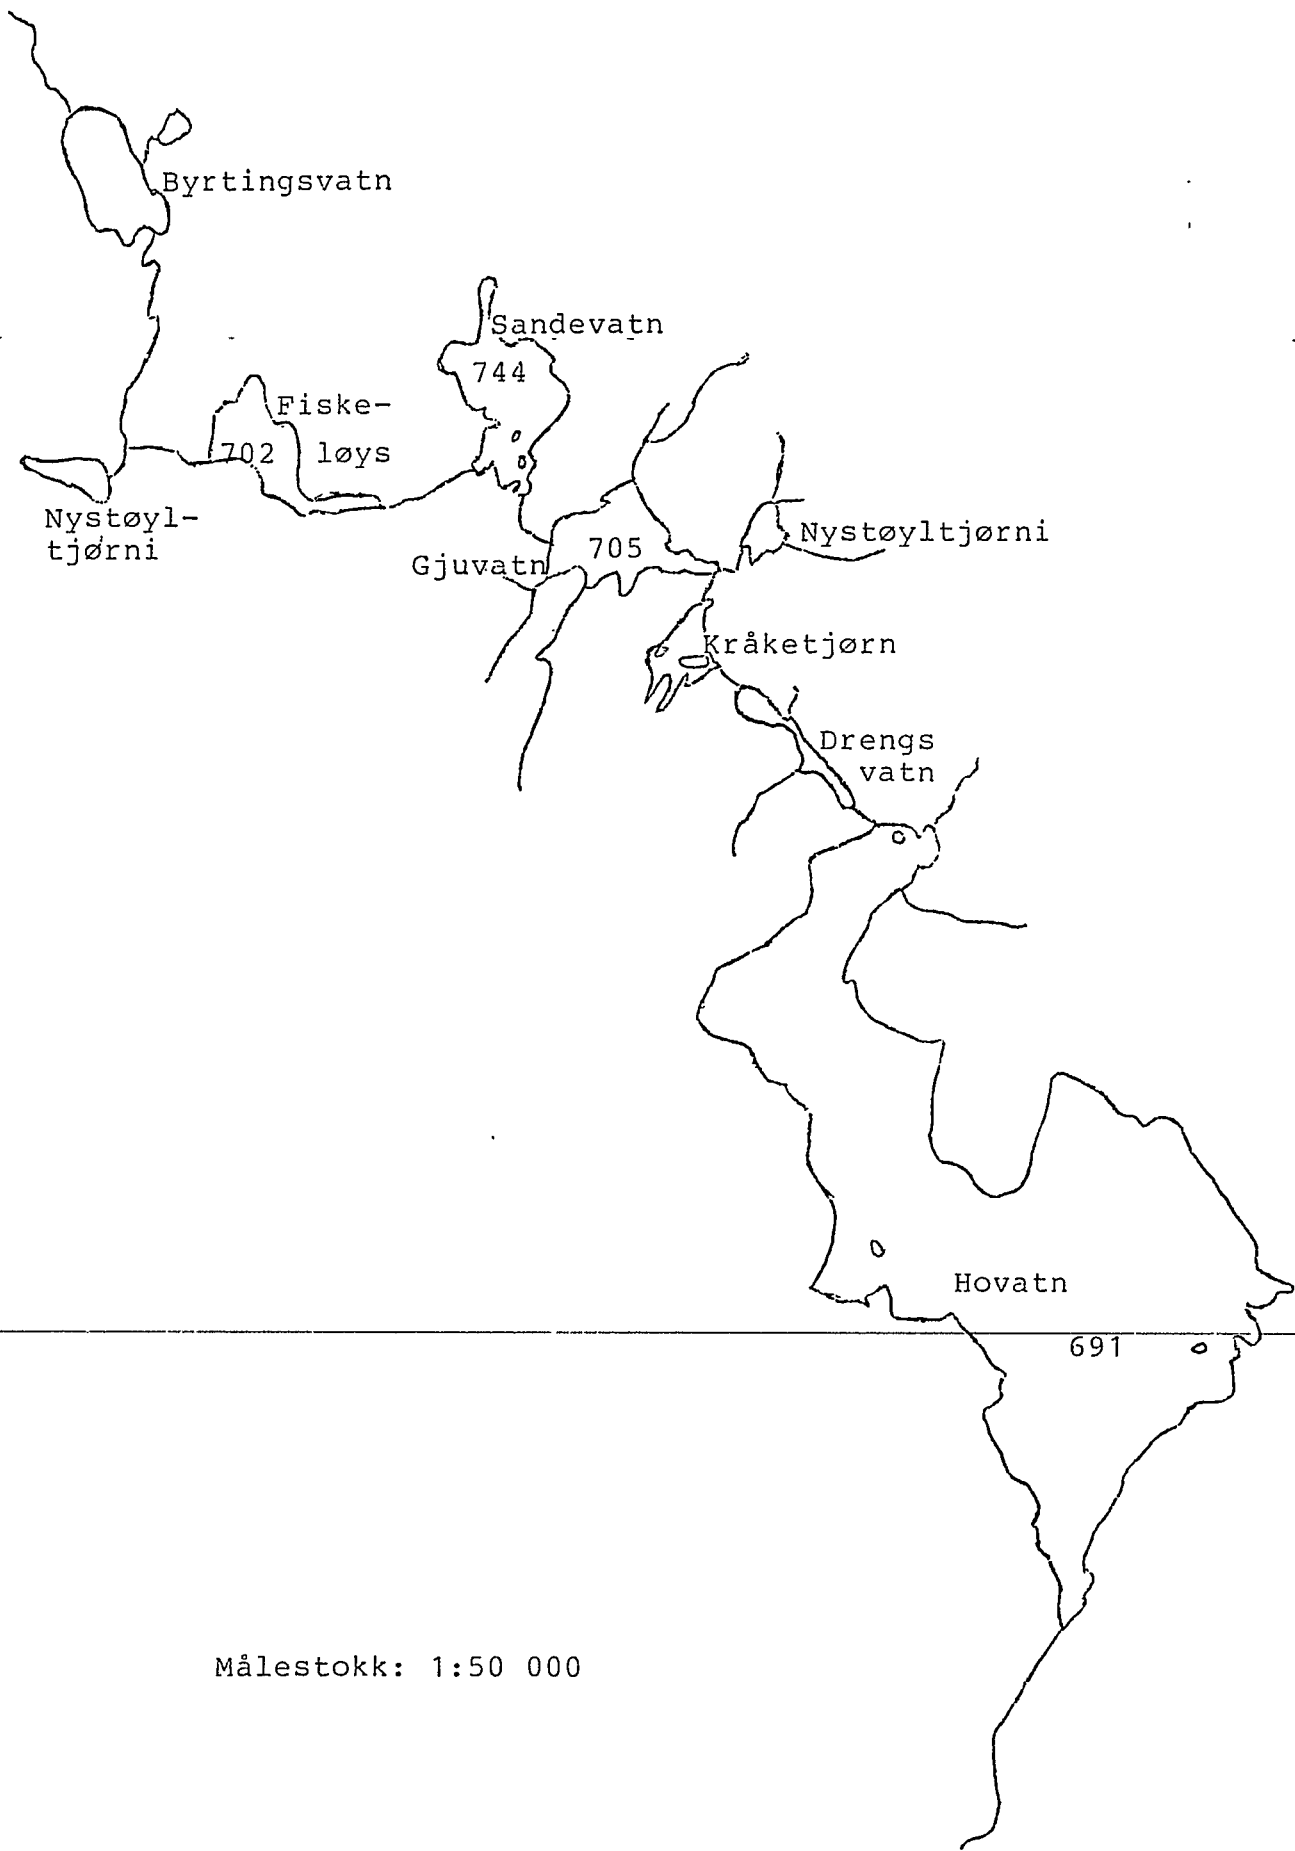 Byrtingsvatn
Sandevatn
744
Fiske-
702 løys
Nystøyl-
tjørni
Nystøyltjørni
705
Gjuvatn
Kråketjørn
Drengs
vatn
Hovatn
691
Målestokk: 1:50 000